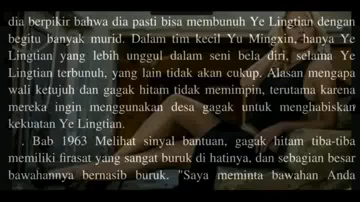 dia berpikir bahwa dia pasti bisa membunuh Ye Lingtian dengan
begitu banyak murid. Dalam tim kecil Yu Mingxin, hanya Ye
Lingtian yang lebih unggul dalam seni bela diri, selama Ye
Lingtian terbunuh, yang lain tidak akan cukup. Alasan mengapa
wali ketujuh dan gagak hitam tidak memimpin, terutama karena
mereka ingin menggunakan desa gagak untuk menghabiskan
kekuatan Ye Lingtian.
. Bab 1963 Melihat sinyal bantuan, gagak hitam tiba-tiba
memiliki firasat yang sangat buruk di hatinya, dan sebagian besar
bawahannya bernasib buruk. "Saya meminta bawahan Anda